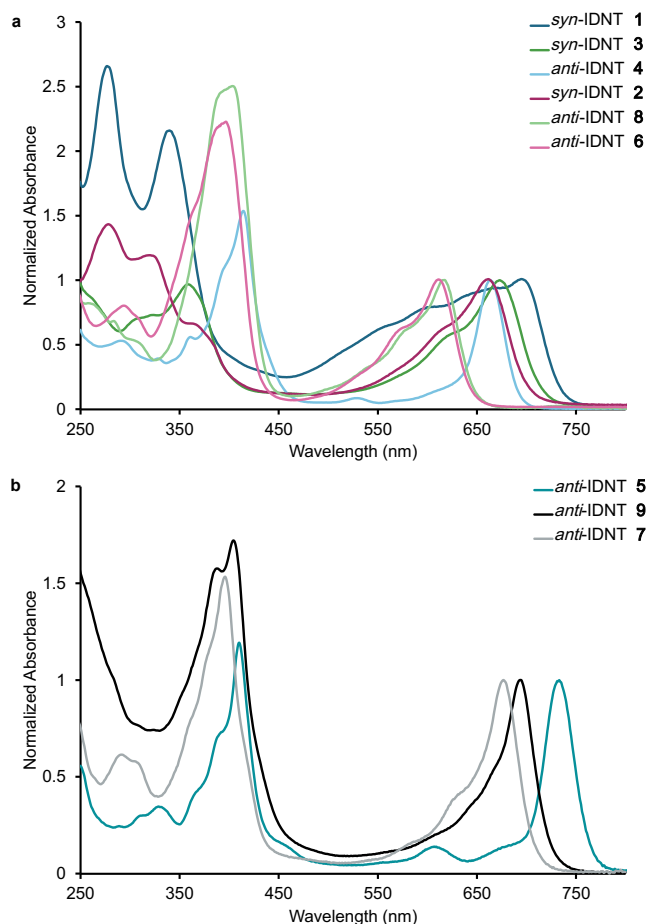 a
3
2.5
2
1.5
1
0.5
0
Normalized Absorbance
250 350 450 550 650 750
Wavelength (nm)
syn-IDNT 1
syn-IDNT 3
anti-IDNT 4
syn-IDNT 2
anti-IDNT 8
anti-IDNT 6
b
2
1.5
1
0.5
0
Normalized Absorbance
250 350 450 550 650 750
Wavelength (nm)
anti-IDNT 5
anti-IDNT 9
anti-IDNT 7